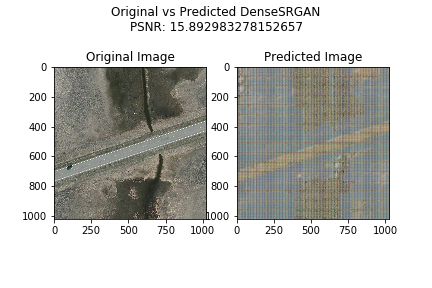 Original vs Predicted DenseSRGAN
PSNR: 15.892983278152657
Original Image
Predicted Image
0
200
400
600
800
1000
0 250 500 750 1000
0
200
400
600
800
1000
0 250 500 750 1000